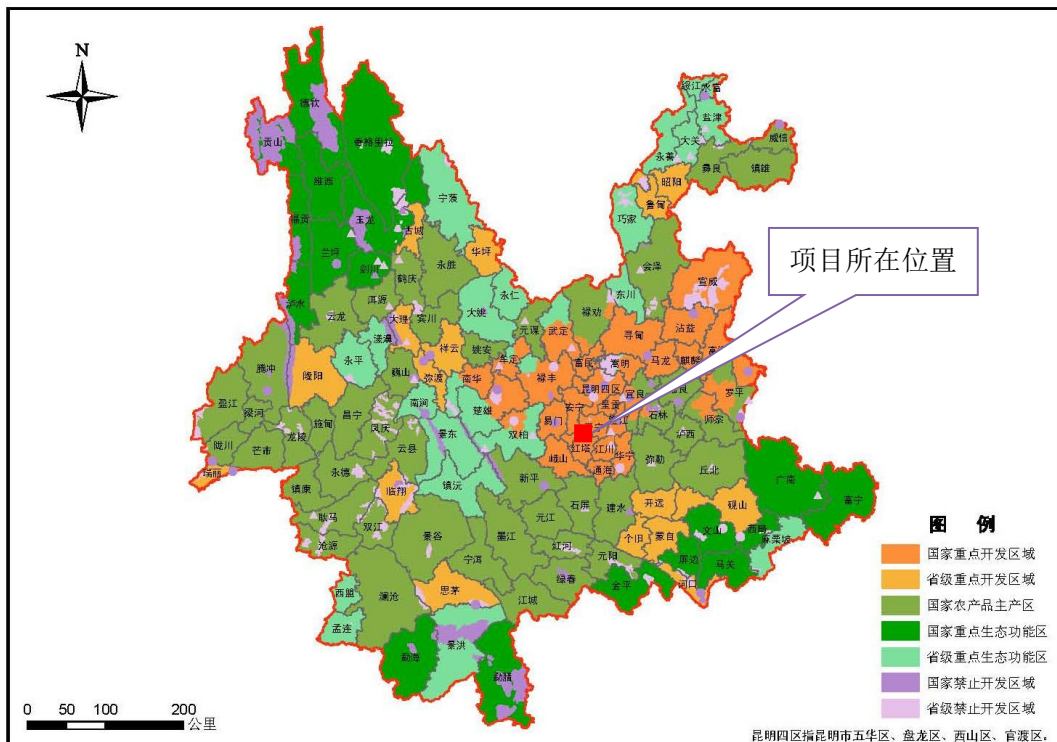 N
德钦
贡山
香格里拉
维西
福贡
玉龙
兰坪
剑川
古城
宁蒗
华坪
永胜
鹤庆
泸水
云龙
洱源
大理
宾川
漾濞
永平
祥云
弥渡
巍山
南涧
大姚
永仁
元谋
武定
禄劝
东川
会泽
巧家
鲁甸
昭阳
永善
大关
盐津
绥江
水富
彝良
镇雄
威信
宣威
沾益
寻甸
马龙
麒麟
富民
嵩明
禄丰
牟定
姚安
南华
楚雄
双柏
昆明四区
安宁
呈贡
宜良
石林
罗平
师宗
泸西
弥勒
丘北
易门
峨山
红塔
江川
华宁
通海
新平
石屏
建水
开远
个旧
蒙自
砚山
文山
西畴
麻栗坡
马关
屏边
河口
广南
富宁
金平
元阳
红河
绿春
元江
墨江
江城
宁洱
思茅
景谷
镇沅
景东
澜沧
西盟
孟连
勐海
景洪
勐腊
腾冲
隆阳
盈江
梁河
陇川
芒市
瑞丽
龙陵
施甸
昌宁
凤庆
云县
永德
镇康
耿马
沧源
双江
临翔
项目所在位置
图 例
国家重点开发区域
省级重点开发区域
国家农产品主产区
国家重点生态功能区
省级重点生态功能区
国家禁止开发区域
省级禁止开发区域
0 50 100 200
公里
昆明四区指昆明市五华区、盘龙区、西山区、官渡区。